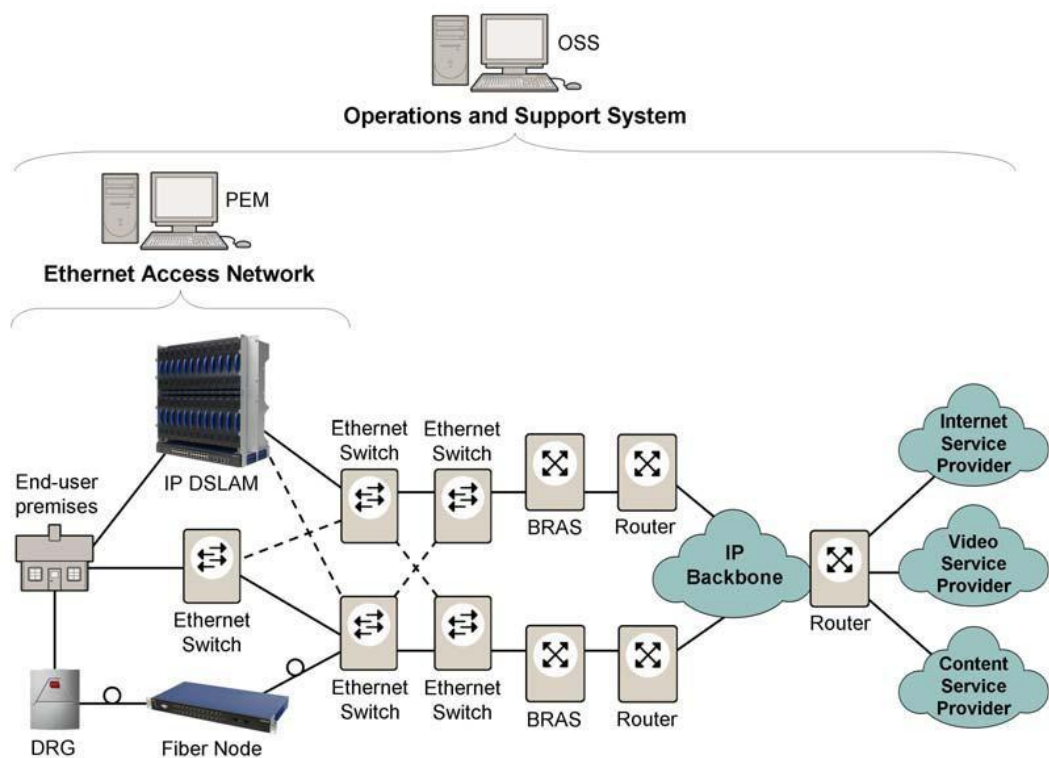 OSS
Operations and Support System
PEM
Ethernet Access Network
Ethernet
Switch
Ethernet
Switch
IP DSLAM
End-user
premises
BRAS
Router
Internet
Service
Provider
IP
Backbone
Video
Service
Provider
Router
Ethernet
Switch
Ethernet
Switch
Ethernet
Switch
BRAS
Router
Content
Service
Provider
DRG
Fiber Node